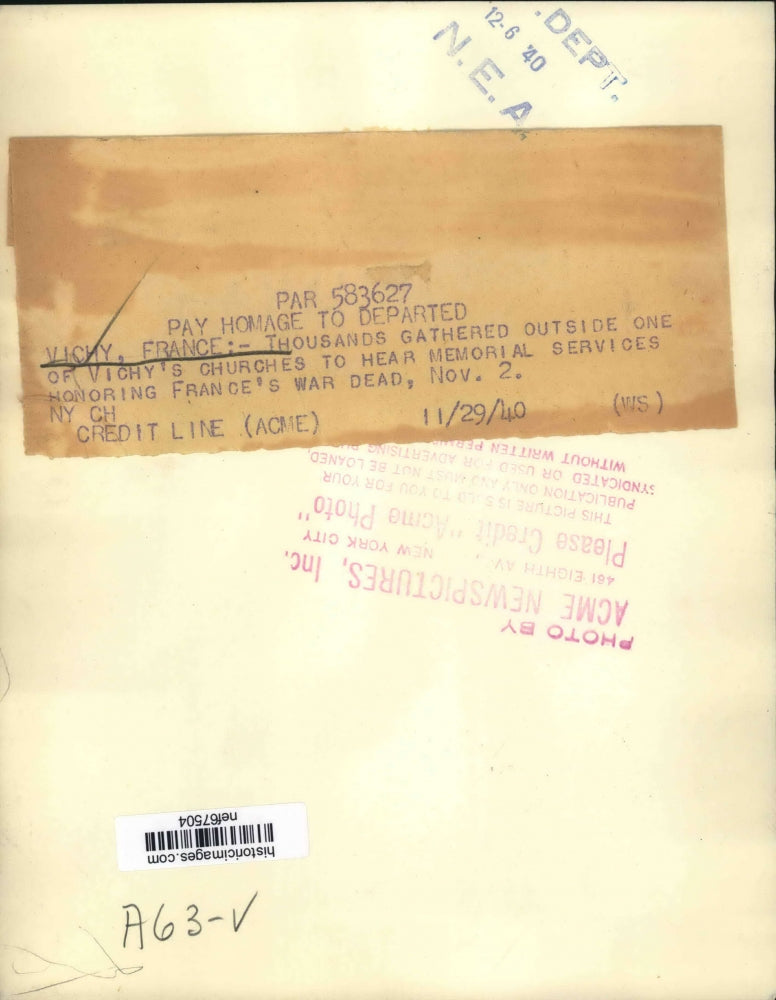 . DEPT.
12-6 '40
N. E. A.
PAR 583627
PAY HOMAGE TO DEPARTED
VICHY, FRANCE:- THOUSANDS GATHERED OUTSIDE ONE
OF VICHY'S CHURCHES TO HEAR MEMORIAL SERVICES
HONORING FRANCE'S WAR DEAD, NOV. 2.
NY CH
CREDIT LINE (ACME) 11/29/40 (WS)
PHOTO BY
ACME NEWSPICTURES, Inc.
461 EIGHTH AV. NEW YORK CITY
Please Credit "Acme Photo"
THIS PICTURE IS SOLD TO YOU FOR YOUR
PUBLICATION ONLY AND MUST NOT BE LOANED,
SYNDICATED OR USED FOR ADVERTISING
WITHOUT WRITTEN
historicimages.com
nef67504
A63-V